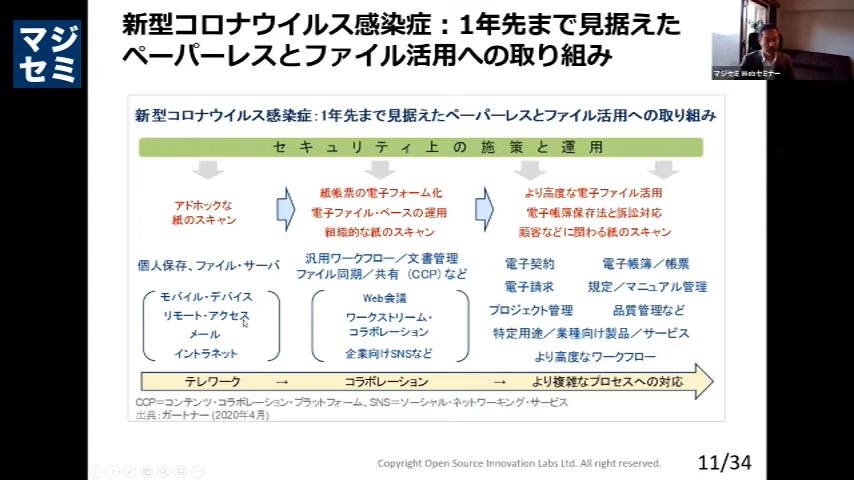 マジ
セミ
新型コロナウイルス感染症：1年先まで見据えた
ペーパーレスとファイル活用への取り組み
マジセミ Webセミナー
新型コロナウイルス感染症：1年先まで見据えたペーパーレスとファイル活用への取り組み
セキュリティ上の施策と運用
アドホックな
紙のスキャン
紙帳票の電子フォーム化
電子ファイル・ベースの運用
組織的な紙のスキャン
より高度な電子ファイル活用
電子帳簿保存法と訴訟対応
顧客などに関わる紙のスキャン
個人保存、ファイル・サーバ
汎用ワークフロー／文書管理
ファイル同期／共有（CCP）など
電子契約
電子帳簿／帳票
電子請求
規定／マニュアル管理
プロジェクト管理
品質管理など
特定用途／業種向け製品／サービス
より高度なワークフロー
モバイル・デバイス
リモート・アクセス
メール
イントラネット
Web会議
ワークストリーム・
コラボレーション
企業向けSNSなど
テレワーク → コラボレーション → より複雑なプロセスへの対応
CCP＝コンテンツ・コラボレーション・プラットフォーム、SNS＝ソーシャル・ネットワーキング・サービス
出典：ガートナー (2020年4月)
Copyright Open Source Innovation Labs Ltd. All right reserved.
11/34